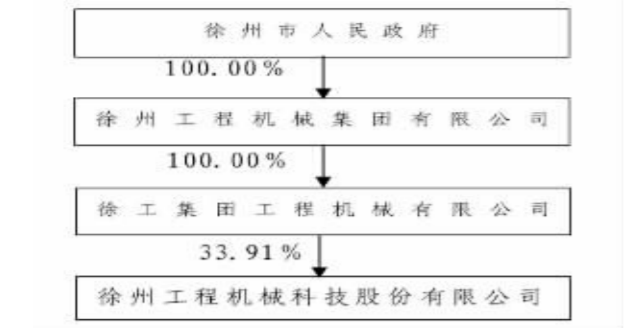 徐州市人民政府
100.00%
徐州工程机械集团有限公司
100.00%
徐工集团工程机械有限公司
33.91%
徐州工程机械科技股份有限公司